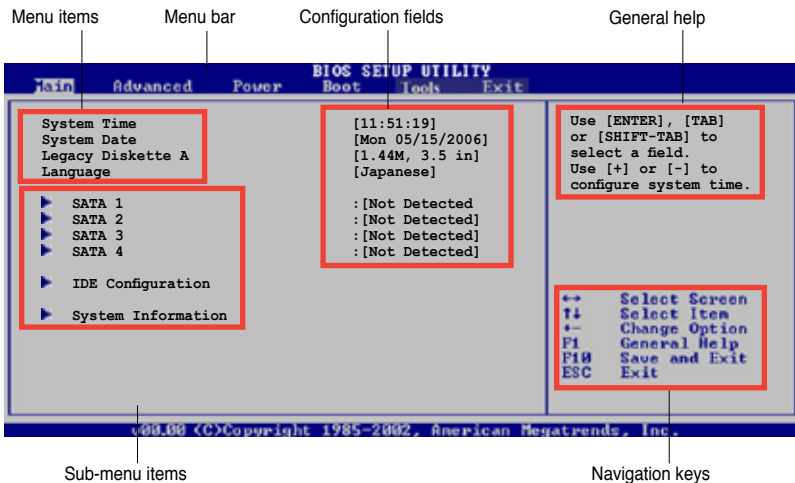 Menu items Menu bar Configuration fields General help
BIOS SETUP UTILITY
Main Advanced Power Boot Tools Exit
System Time [11:51:19]
System Date [Mon 05/15/2006]
Legacy Diskette A [1.44M, 3.5 in]
Language [Japanese]
SATA 1 :[Not Detected
SATA 2 :[Not Detected]
SATA 3 :[Not Detected]
SATA 4 :[Not Detected]
IDE Configuration
System Information
Use [ENTER], [TAB]
or [SHIFT-TAB] to
select a field.
Use [+] or [-] to
configure system time.
←→ Select Screen
↑↓ Select Item
+- Change Option
F1 General Help
F10 Save and Exit
ESC Exit
v00.00 (C)Copyright 1985-2002, American Megatrends, Inc.
Sub-menu items Navigation keys